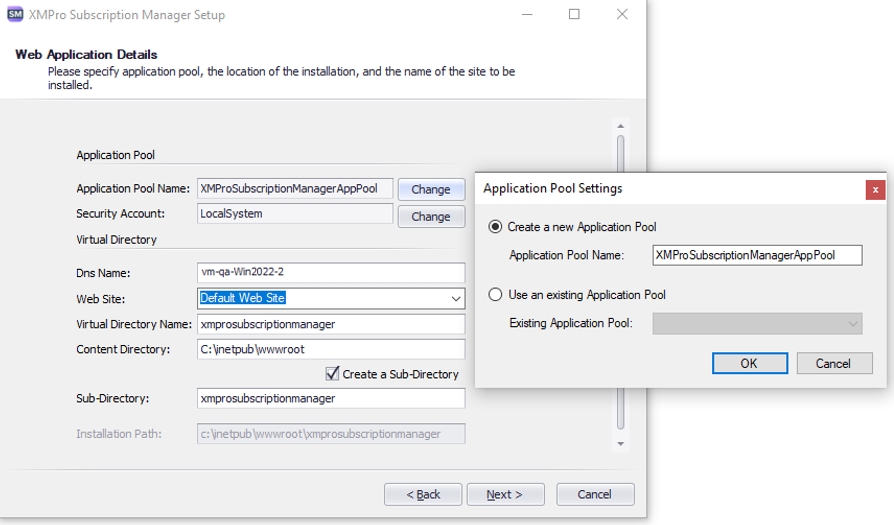 SM XMPro Subscription Manager Setup
Web Application Details
Please specify application pool, the location of the installation, and the name of the site to be
installed.
Application Pool
Application Pool Name: XMProSubscriptionManagerAppPool Change
Security Account: LocalSystem Change
Virtual Directory
Dns Name: vm-qa-Win2022-2
Web Site: Default Web Site
Virtual Directory Name: xmprosubscriptionmanager
Content Directory: C:\inetpub\wwwroot
Create a Sub-Directory
Sub-Directory: xmprosubscriptionmanager
Installation Path: c:\inetpub\wwwroot\xmprosubscriptionmanager
< Back Next > Cancel
Application Pool Settings x
Create a new Application Pool
Application Pool Name: XMProSubscriptionManagerAppPool
Use an existing Application Pool
Existing Application Pool:
OK Cancel